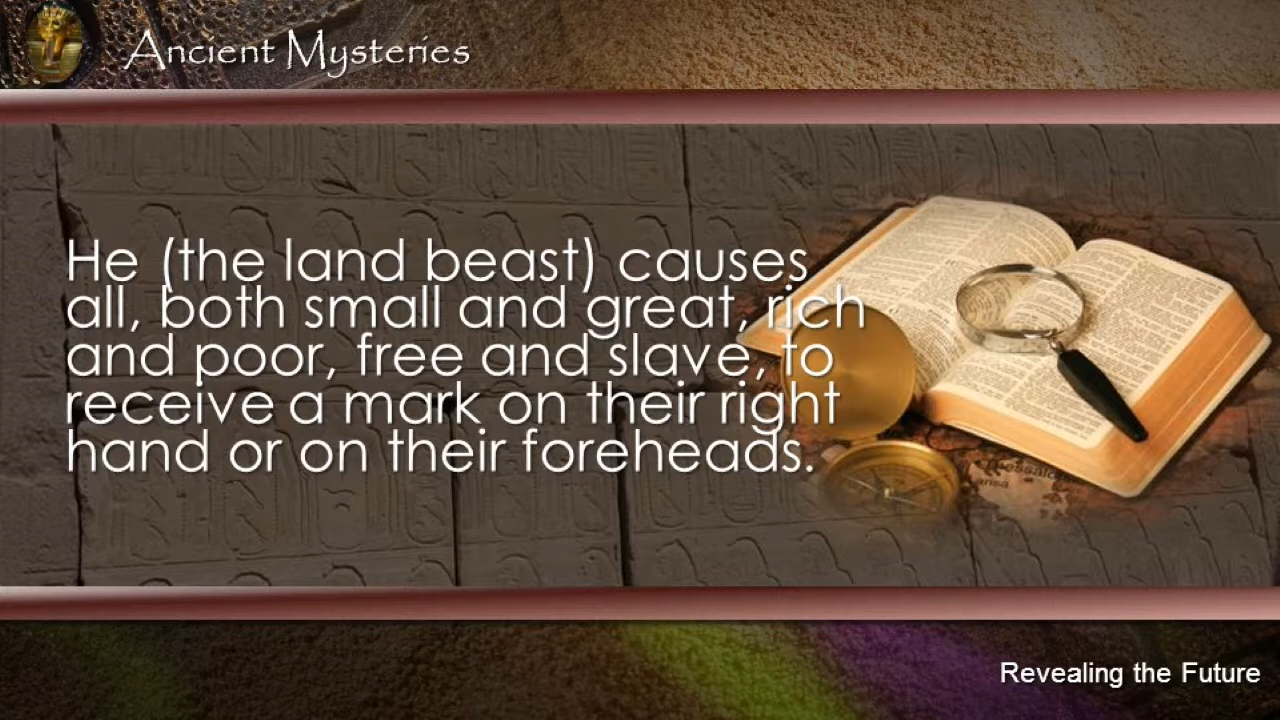 Ancient Mysteries
He (the land beast) causes
all, both small and great, rich
and poor, free and slave, to
receive a mark on their right
hand or on their foreheads.
Revealing the Future